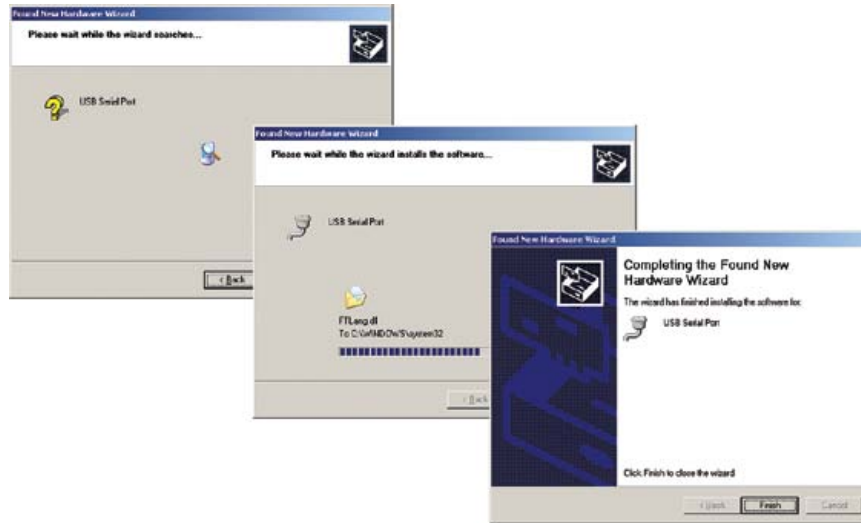 Found New Hardware Wizard
Please wait while the wizard searches...
USB Serial Port
< Back
Found New Hardware Wizard
Please wait while the wizard installs the software...
USB Serial Port
FTLang.dll
To C:\WINDOWS\system32
< Back
Found New Hardware Wizard
Completing the Found New
Hardware Wizard
The wizard has finished installing the software for:
USB Serial Port
Click Finish to close the wizard
< Back
Finish
Cancel